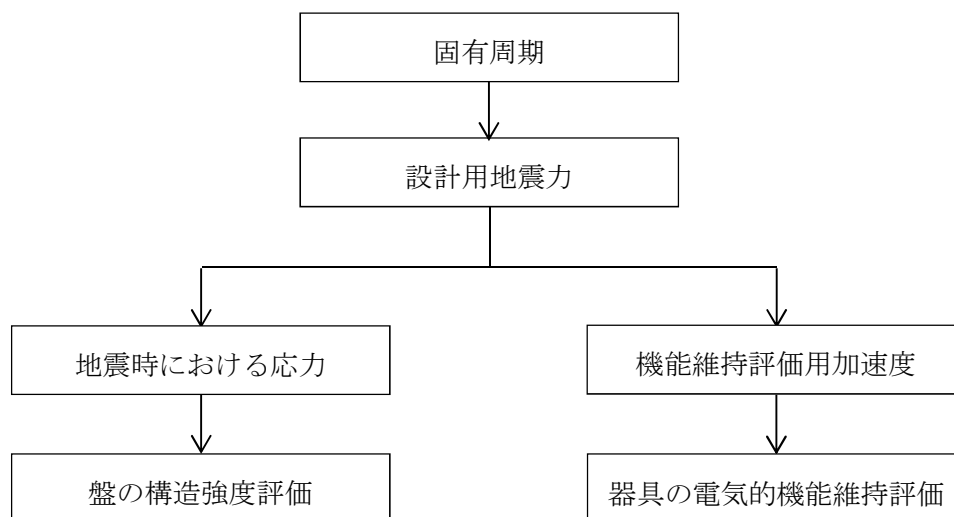 固有周期
設計用地震力
地震時における応力
機能維持評価用加速度
盤の構造強度評価
器具の電気的機能維持評価